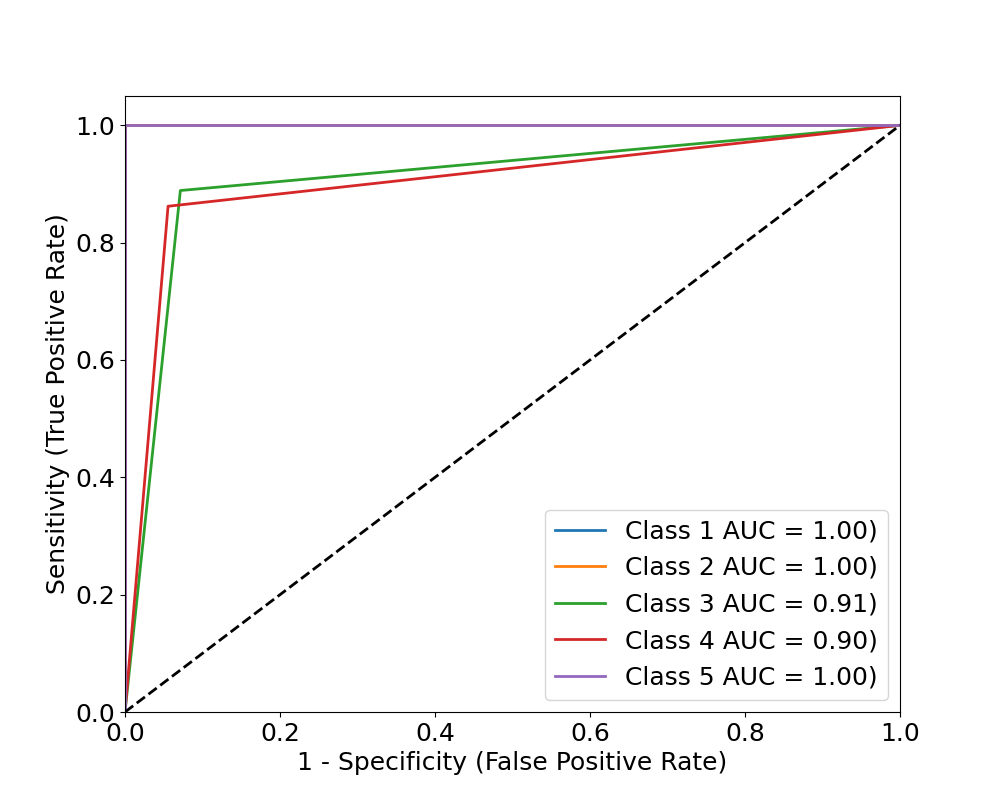 1.0
0.8
0.6
0.4
0.2
0.0
Sensitivity (True Positive Rate)
Class 1 AUC = 1.00)
Class 2 AUC = 1.00)
Class 3 AUC = 0.91)
Class 4 AUC = 0.90)
Class 5 AUC = 1.00)
0.0 0.2 0.4 0.6 0.8 1.0
1 - Specificity (False Positive Rate)